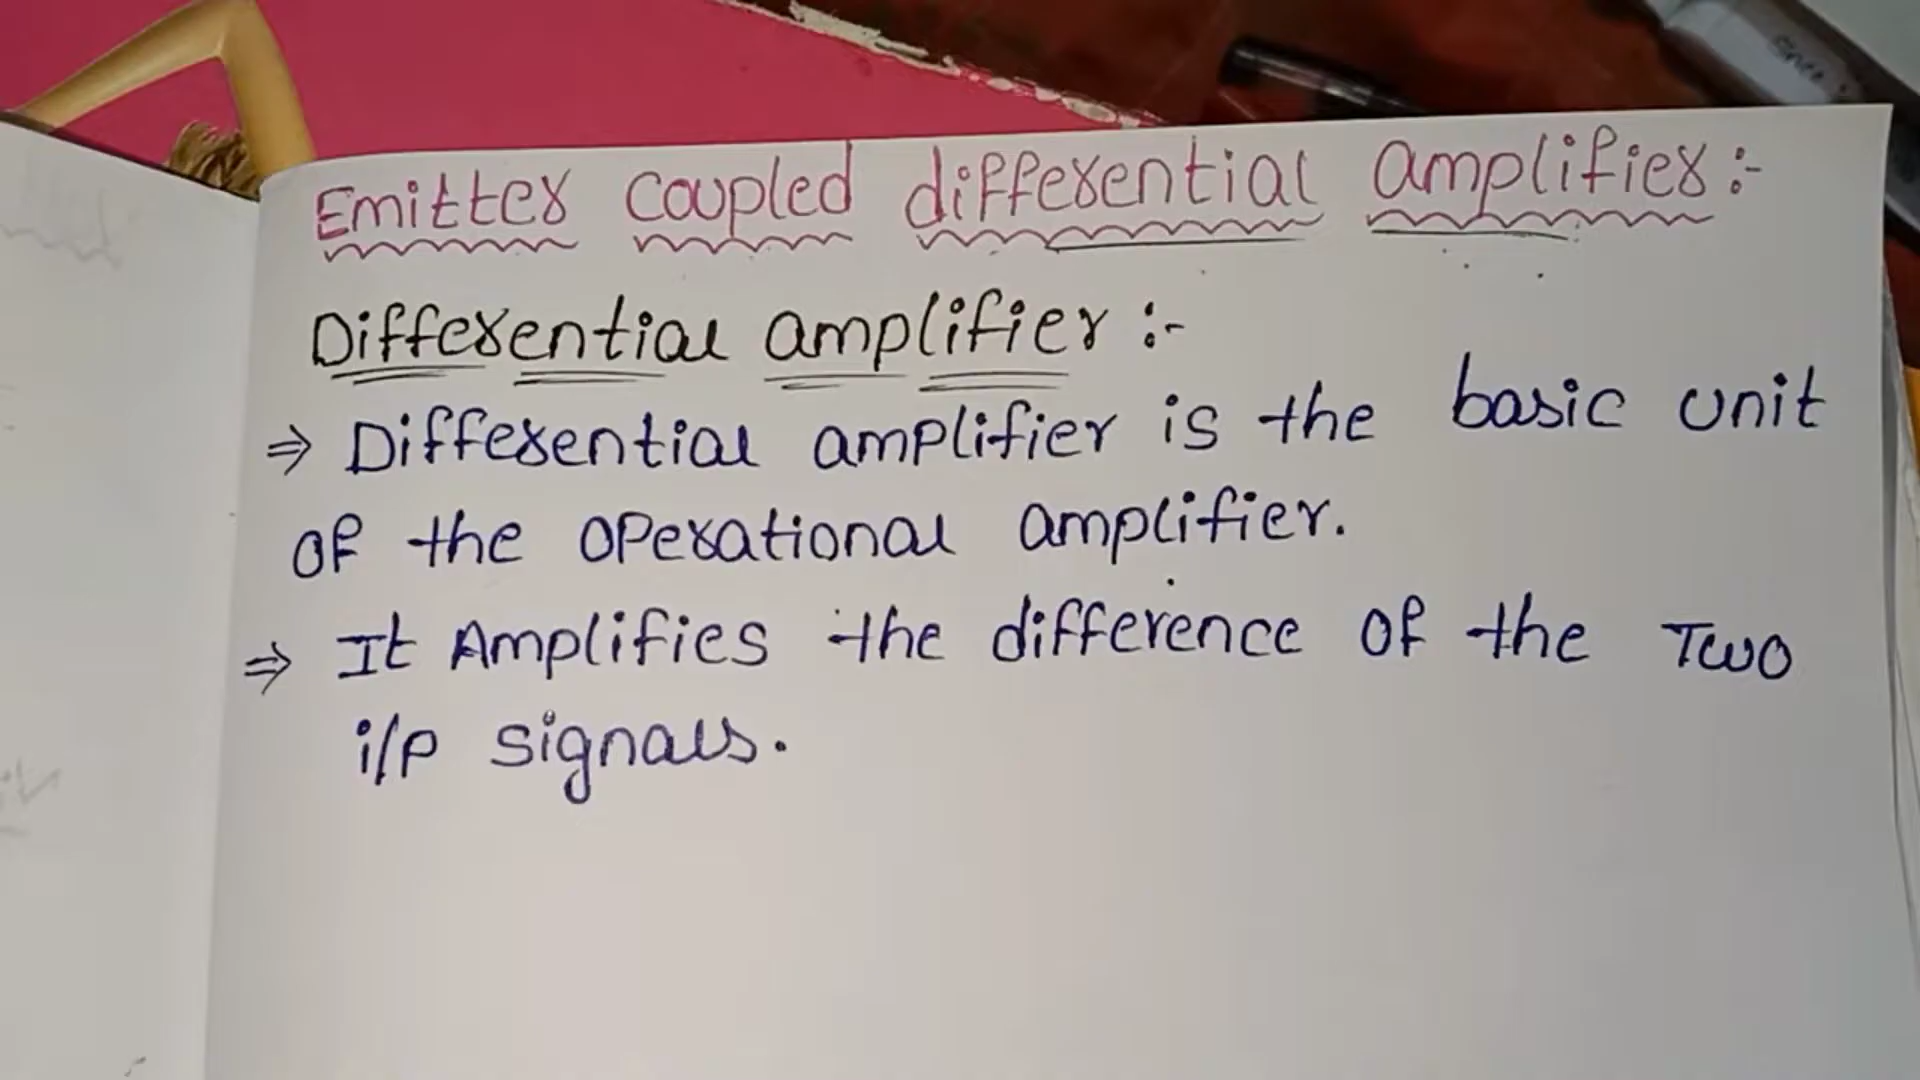 Emitter coupled differential amplifier:-
Differential amplifier :-
⇒ Differential amplifier is the basic unit
of the operational amplifier.
⇒ It Amplifies the difference of the Two
i/p signals.